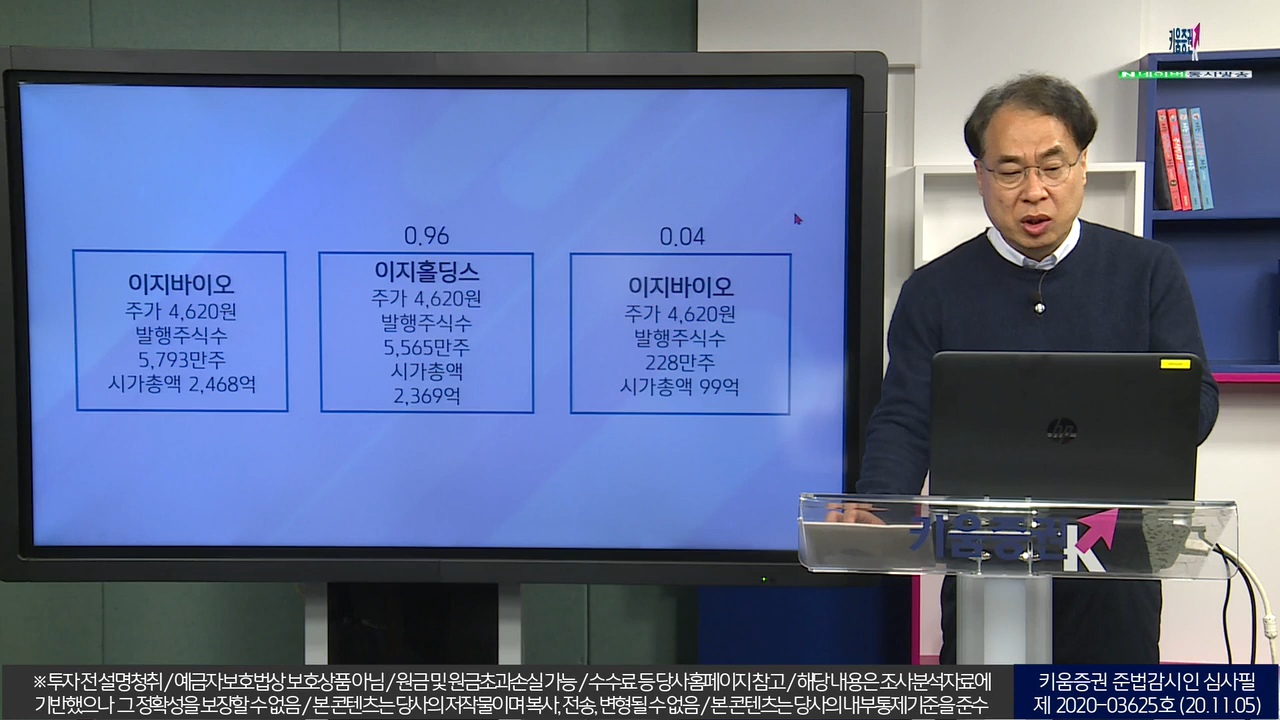 키움증권
N 네이버 동시방송
0.96
0.04
이지바이오
주가 4,620원
발행주식수
5,793만주
시가총액 2,468억
이지홀딩스
주가 4,620원
발행주식수
5,565만주
시가총액
2,369억
이지바이오
주가 4,620원
발행주식수
228만주
시가총액 99억
hp
키움증권
※ 투자 전 설명청취 / 예금자보호법상 보호상품 아님 / 원금 및 원금초과손실 가능 / 수수료 등 당사홈페이지 참고 / 해당 내용은 조사분석자료에
기반했으나 그 정확성을 보장할 수 없음 / 본 콘텐츠는 당사의 저작물이며 복사, 전송, 변형될 수 없음 / 본 콘텐츠는 당사의 내부통제기준을 준수
키움증권 준법감시인 심사필
제 2020-03625호 (20.11.05)